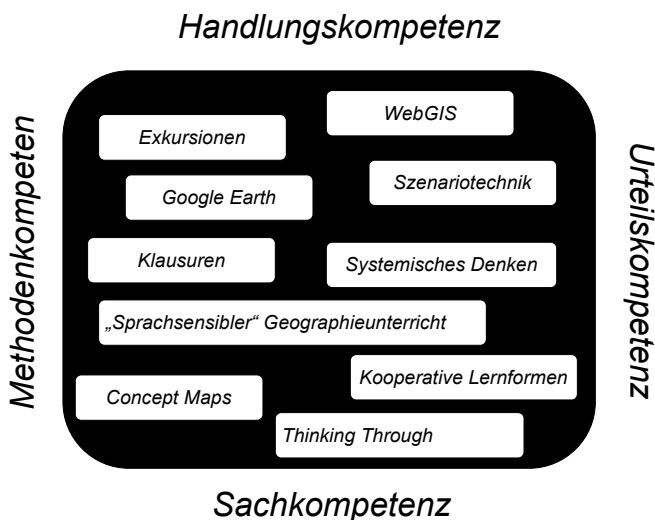 Handlungskompetenz
WebGIS
Exkursionen
Szenariotechnik
Google Earth
Klausuren
Systemisches Denken
„Sprachsensibler“ Geographieunterricht
Kooperative Lernformen
Concept Maps
Thinking Through
Methodenkompeten
Urteilskompetenz
Sachkompetenz